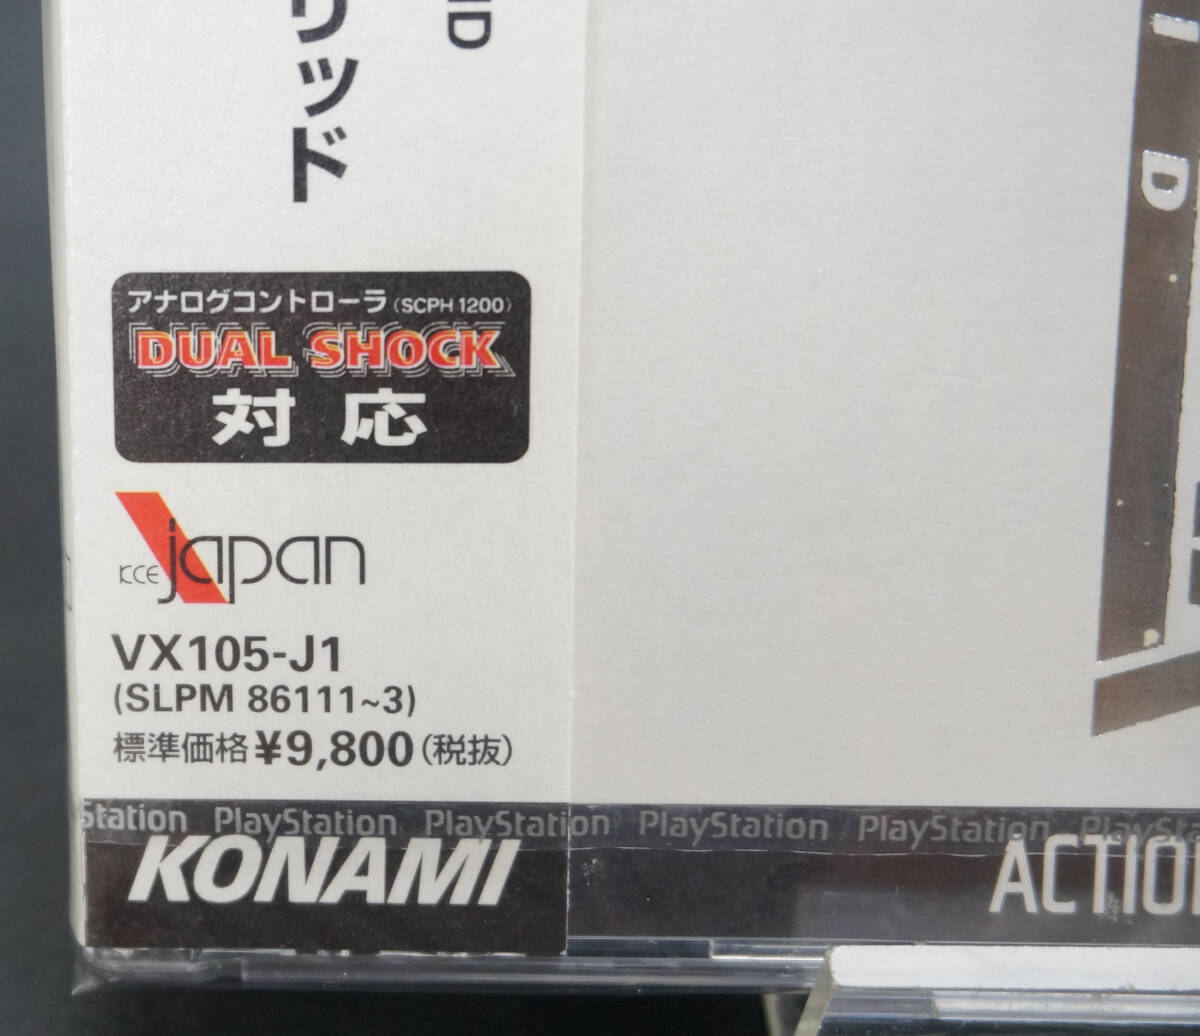 リッド
D
I
D
アナログコントローラ(SCPH 1200)
DUAL SHOCK
対応
KCE japan
VX105-J1
(SLPM 86111~3)
標準価格¥9,800(税抜)
Station PlayStation PlayStation PlayStation PlayStation PlaySta
KONAMI
ACTIO